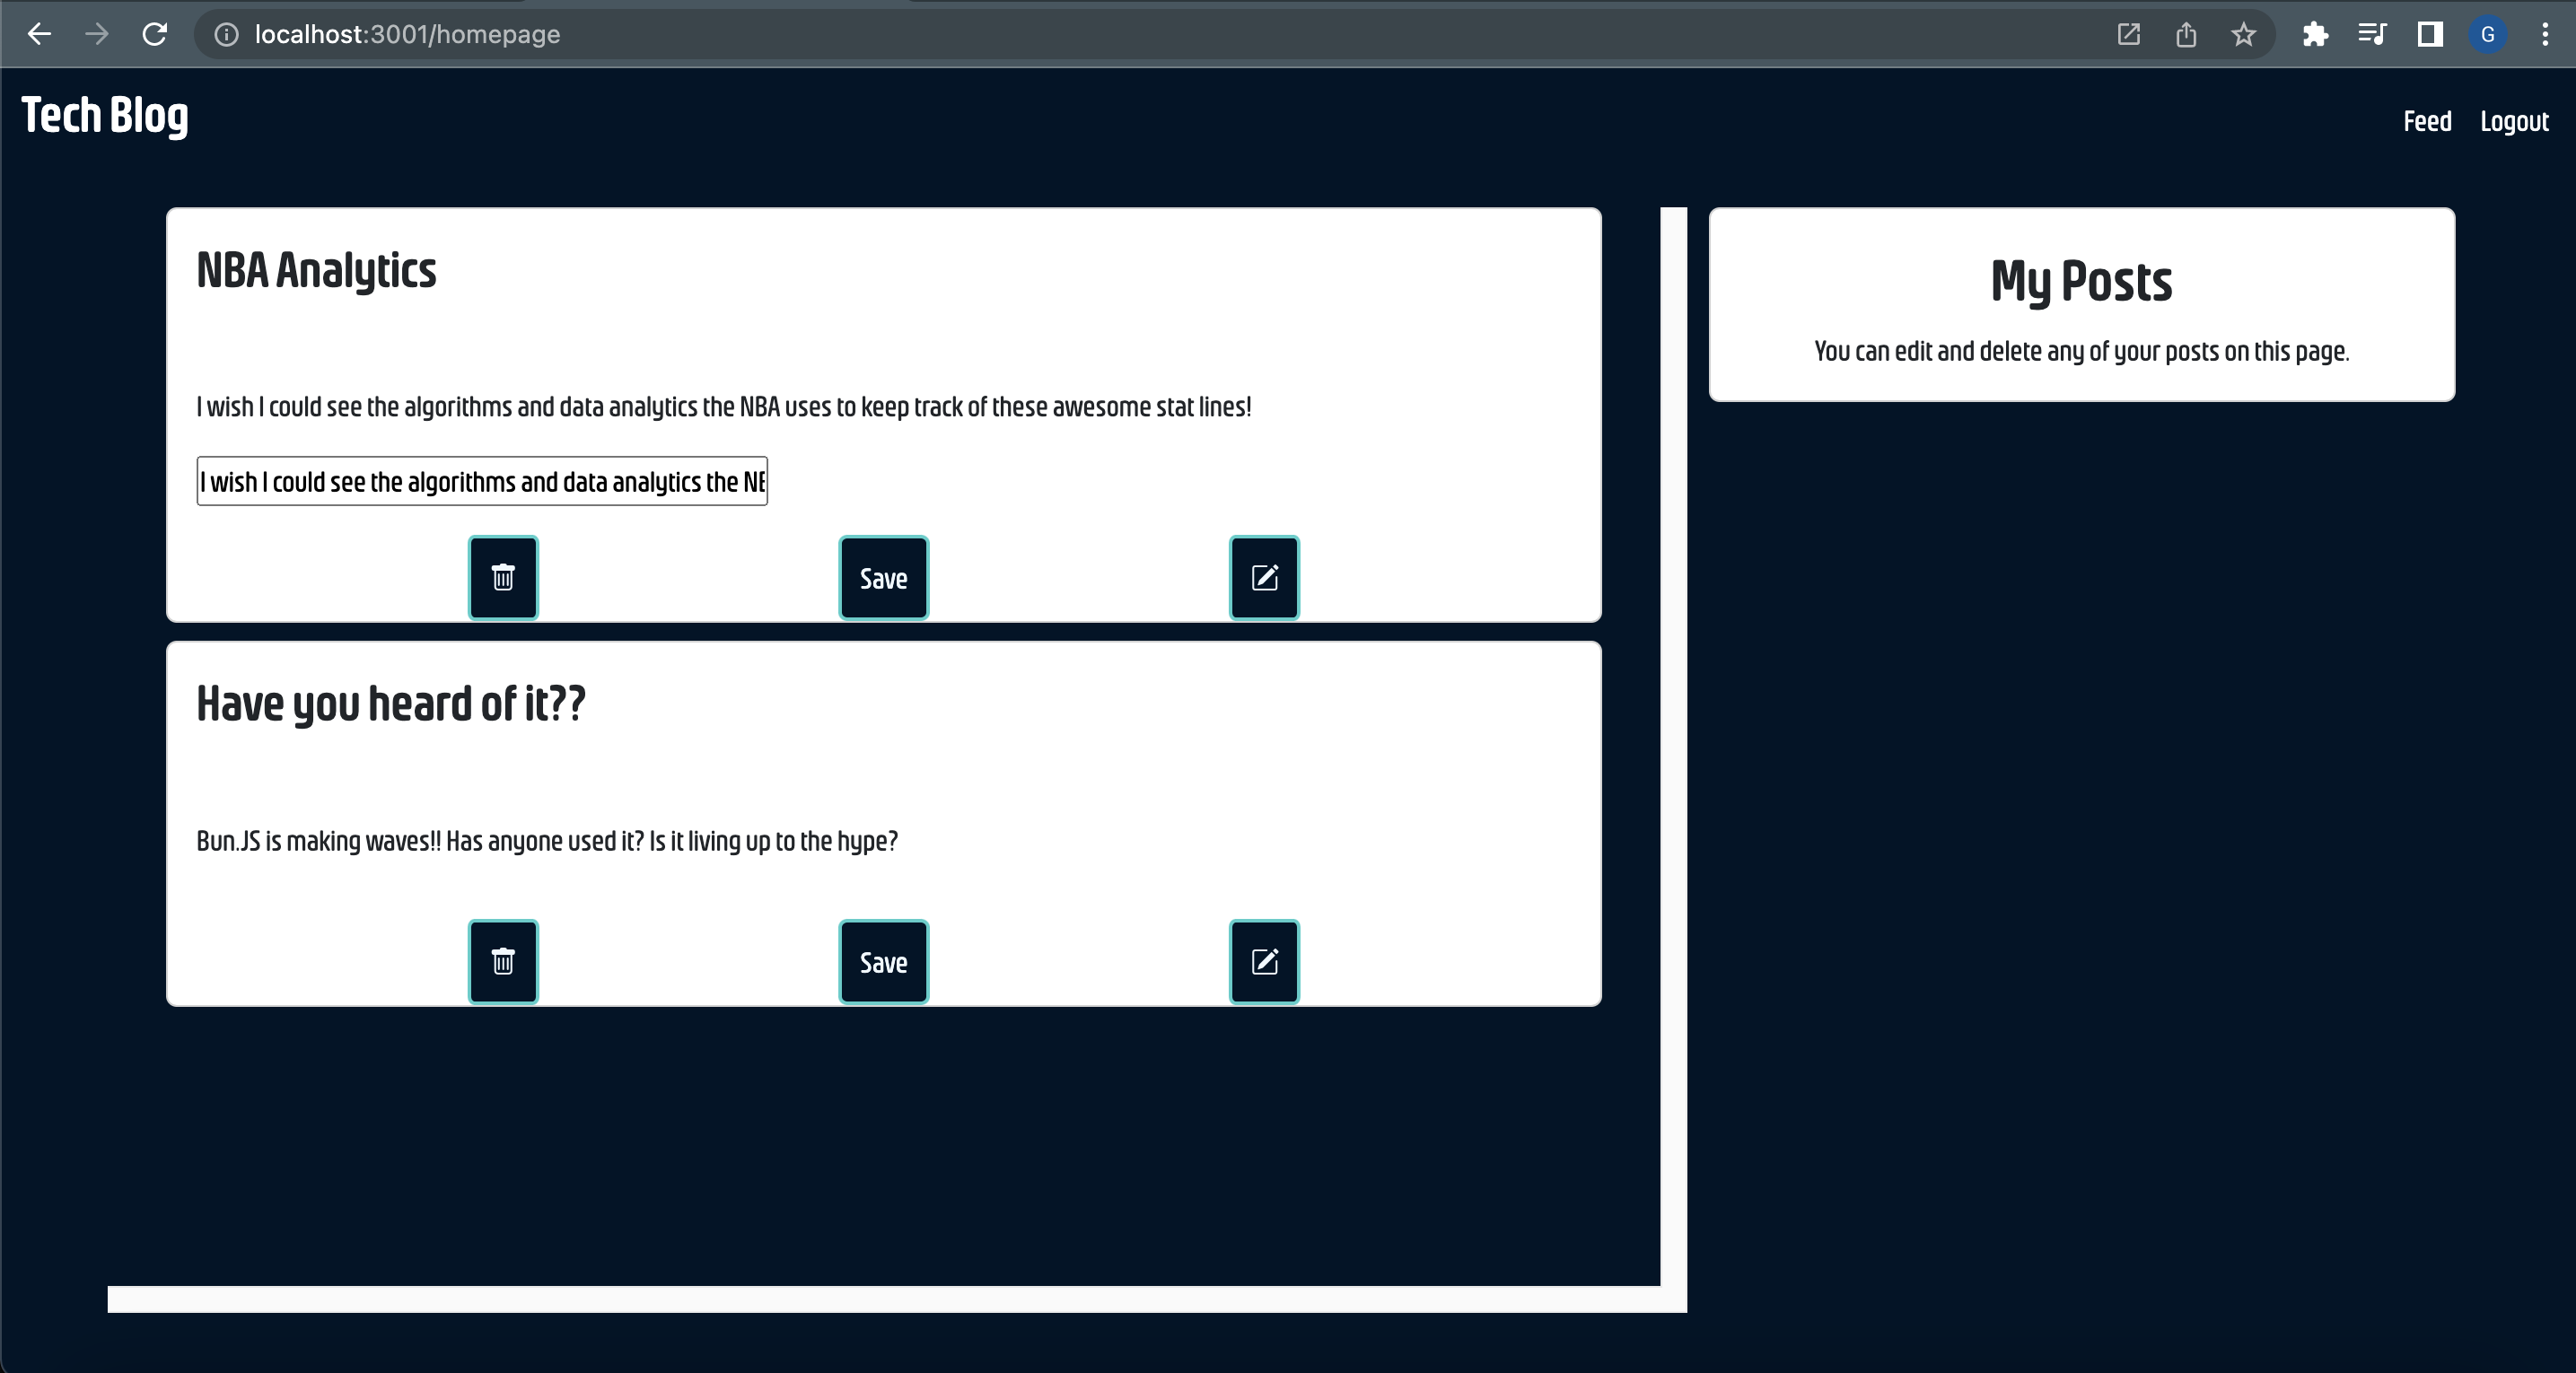 localhost:3001/homepage
G
Tech Blog
Feed
Logout
NBA Analytics
I wish I could see the algorithms and data analytics the NBA uses to keep track of these awesome stat lines!
I wish I could see the algorithms and data analytics the
Save
Have you heard of it??
Bun.JS is making waves!! Has anyone used it? Is it living up to the hype?
Save
My Posts
You can edit and delete any of your posts on this page.